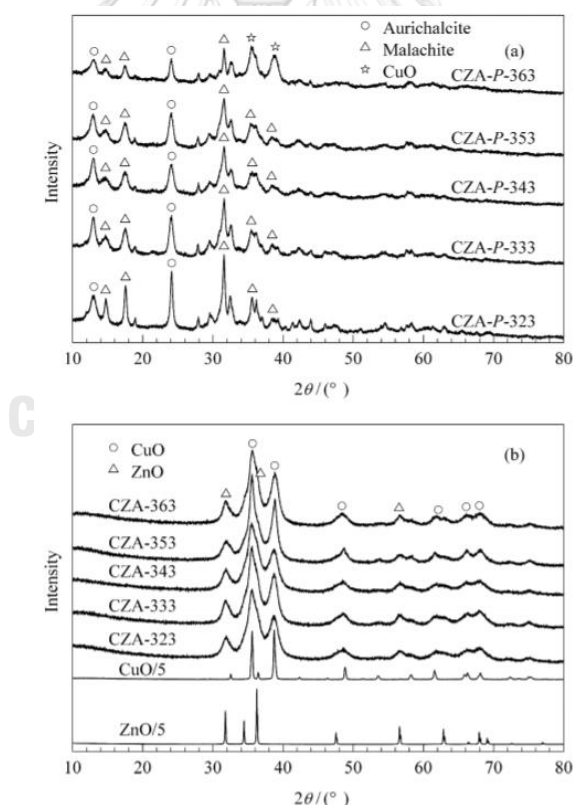 ○ Aurichalcite
△ Malachite
☆ CuO
(a)
CZA-P-363
CZA-P-353
CZA-P-343
CZA-P-333
CZA-P-323
Intensity
10 20 30 40 50 60 70 80
2θ/(°)
C
○ CuO
△ ZnO
(b)
CZA-363
CZA-353
CZA-343
CZA-333
CZA-323
CuO/5
ZnO/5
Intensity
10 20 30 40 50 60 70 80
2θ/(°)